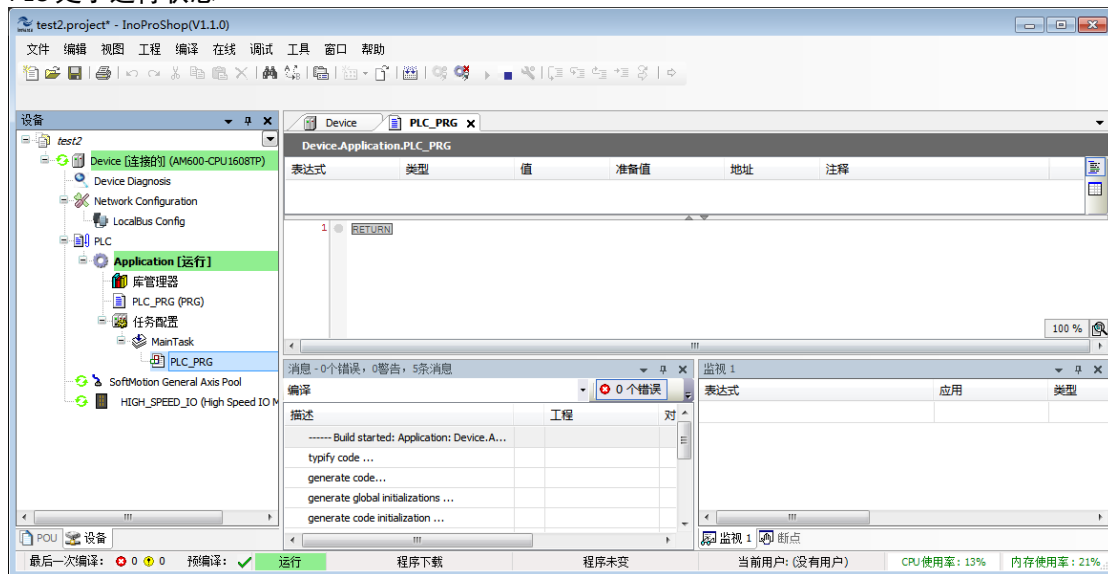 test2.project* - InoProShop(V1.1.0)
文件 编辑 视图 工程 编译 在线 调试 工具 窗口 帮助
设备
test2
Device [连接的] (AM600-CPU1608TP)
Device Diagnosis
Network Configuration
LocalBus Config
PLC
Application [运行]
库管理器
PLC_PRG (PRG)
任务配置
MainTask
PLC_PRG
SoftMotion General Axis Pool
HIGH_SPEED_IO (High Speed IO M
POU 设备
Device PLC_PRG
Device.Application.PLC_PRG
表达式 类型 值 准备值 地址 注释
1 RETURN
100 %
消息 - 0个错误，0警告，5条消息
编译 0 个错误
描述 工程 对
------ Build started: Application: Device.A...
typify code ...
generate code...
generate global initializations ...
generate code initialization ...
监视 1
表达式 应用 类型
监视 1 断点
最后一次编译： 0 0 预编译： 运行 程序下载 程序未变 当前用户: (没有用户) CPU使用率: 13% 内存使用率: 21%